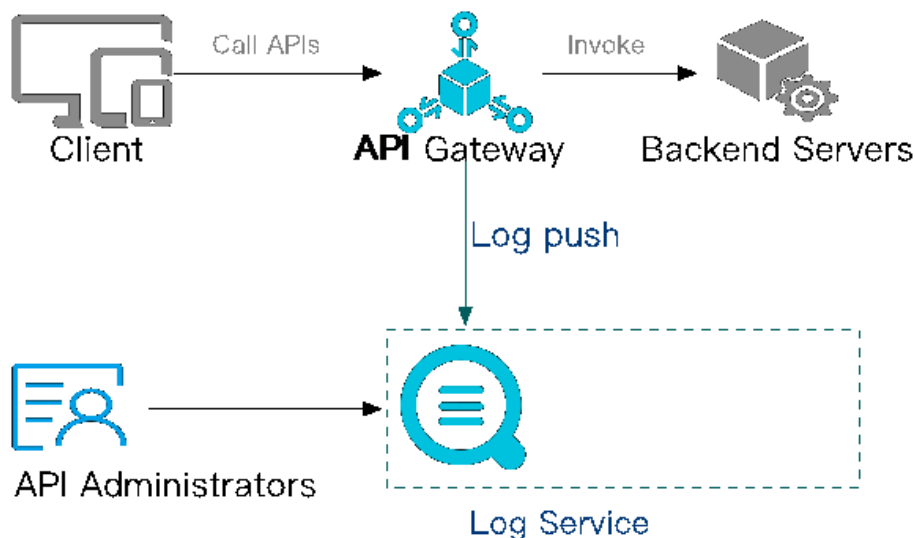 Call APIs
Invoke
Client
API Gateway
Backend Servers
Log push
API Administrators
Log Service